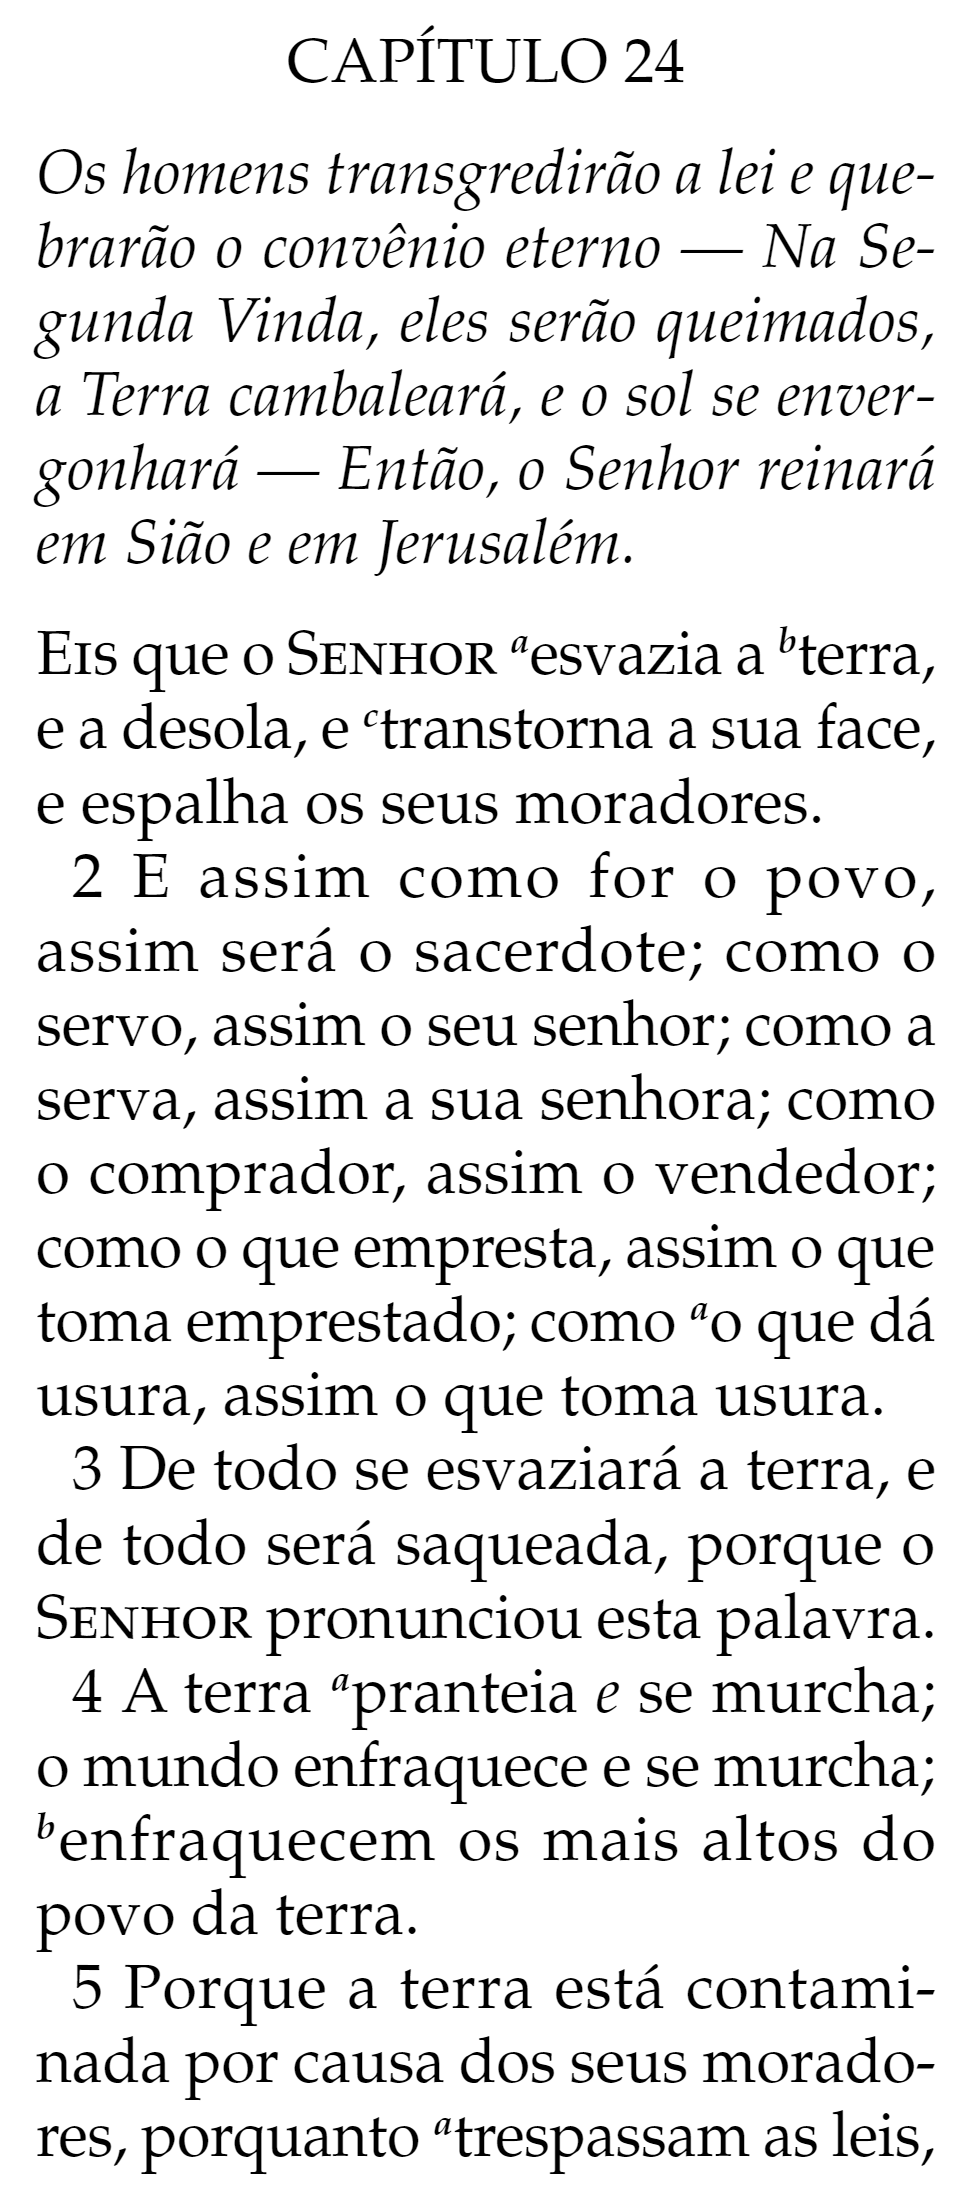 CAPÍTULO 24
Os homens transgredirão a lei e que-
brarão o convênio eterno — Na Se-
gunda Vinda, eles serão queimados,
a Terra cambaleará, e o sol se enver-
gonhará — Então, o Senhor reinará
em Sião e em Jerusalém.
EIS que o SENHOR ᵃesvazia a ᵇterra,
e a desola, e ᶜtranstorna a sua face,
e espalha os seus moradores.
2 E assim como for o povo,
assim será o sacerdote; como o
servo, assim o seu senhor; como a
serva, assim a sua senhora; como
o comprador, assim o vendedor;
como o que empresta, assim o que
toma emprestado; como ᵃo que dá
usura, assim o que toma usura.
3 De todo se esvaziará a terra, e
de todo será saqueada, porque o
SENHOR pronunciou esta palavra.
4 A terra ᵃpranteia e se murcha;
o mundo enfraquece e se murcha;
ᵇenfraquecem os mais altos do
povo da terra.
5 Porque a terra está contami-
nada por causa dos seus morado-
res, porquanto ᵃtrespassam as leis,